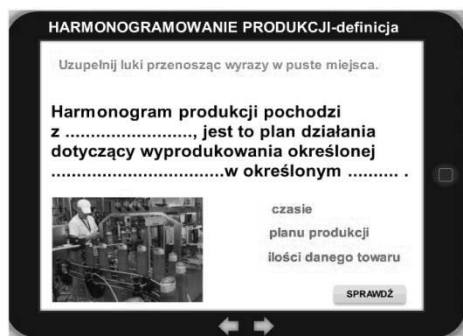 HARMONOGRAMOWANIE PRODUKCJI-definicja
Uzupełnij luki przenosząc wyrazy w puste miejsca.
Harmonogram produkcji pochodzi
z ........................., jest to plan działania
dotyczący wyprodukowania określonej
..................................w określonym .......... .
czasie
planu produkcji
ilości danego towaru
SPRAWDŹ